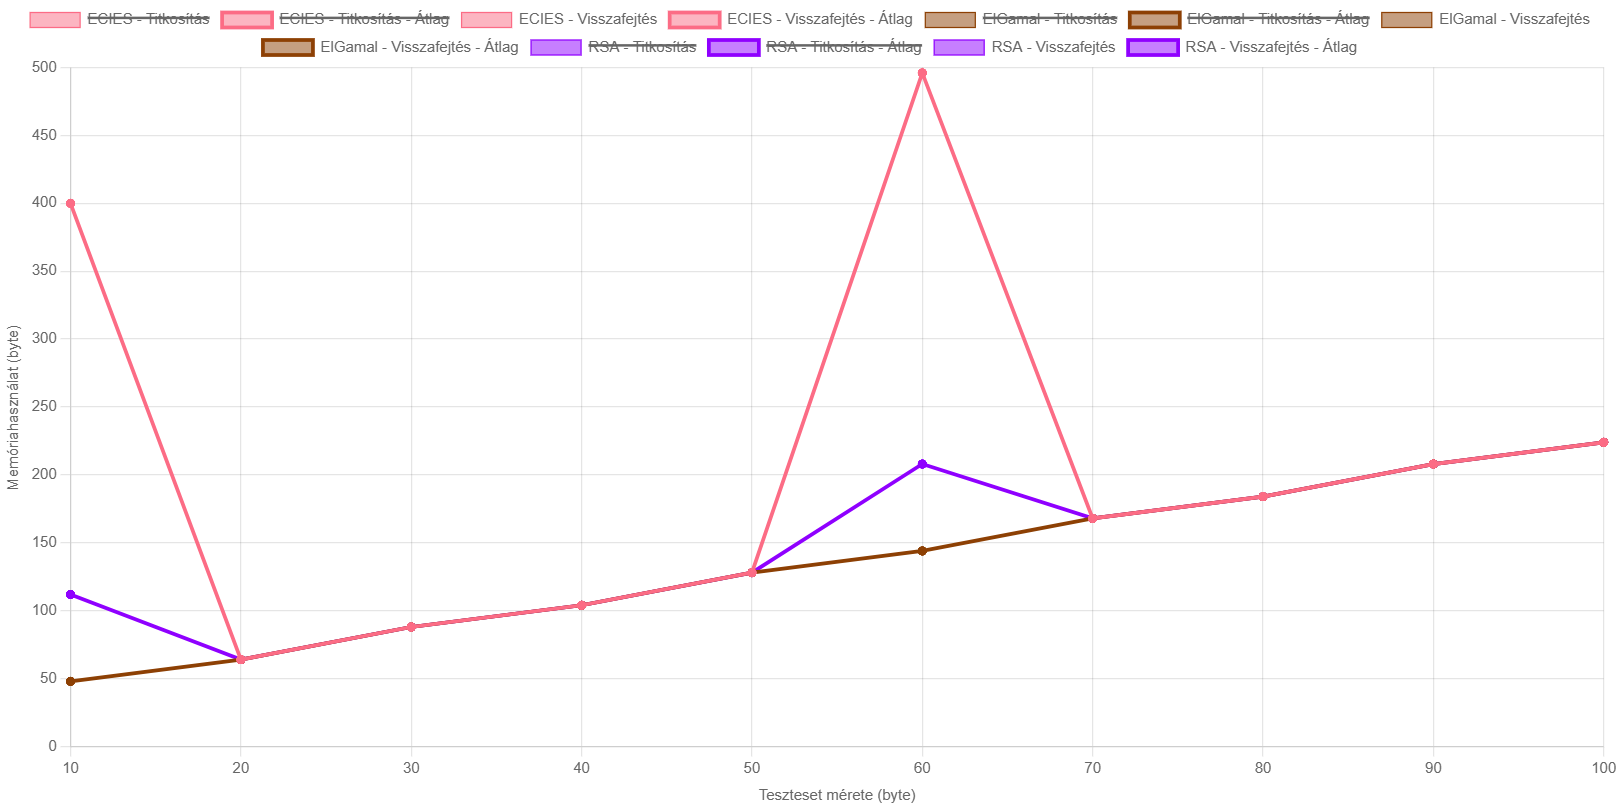 ECIES - Titkosítás ECIES - Titkosítás - Átlag ECIES - Visszafejtés ECIES - Visszafejtés - Átlag ElGamal - Titkosítás ElGamal - Titkosítás - Átlag ElGamal - Visszafejtés
ElGamal - Visszafejtés - Átlag RSA - Titkosítás RSA - Titkosítás - Átlag RSA - Visszafejtés RSA - Visszafejtés - Átlag
500
450
400
350
300
250
200
150
100
50
0
Memóriahasználat (byte)
10 20 30 40 50 60 70 80 90 100
Teszteset mérete (byte)